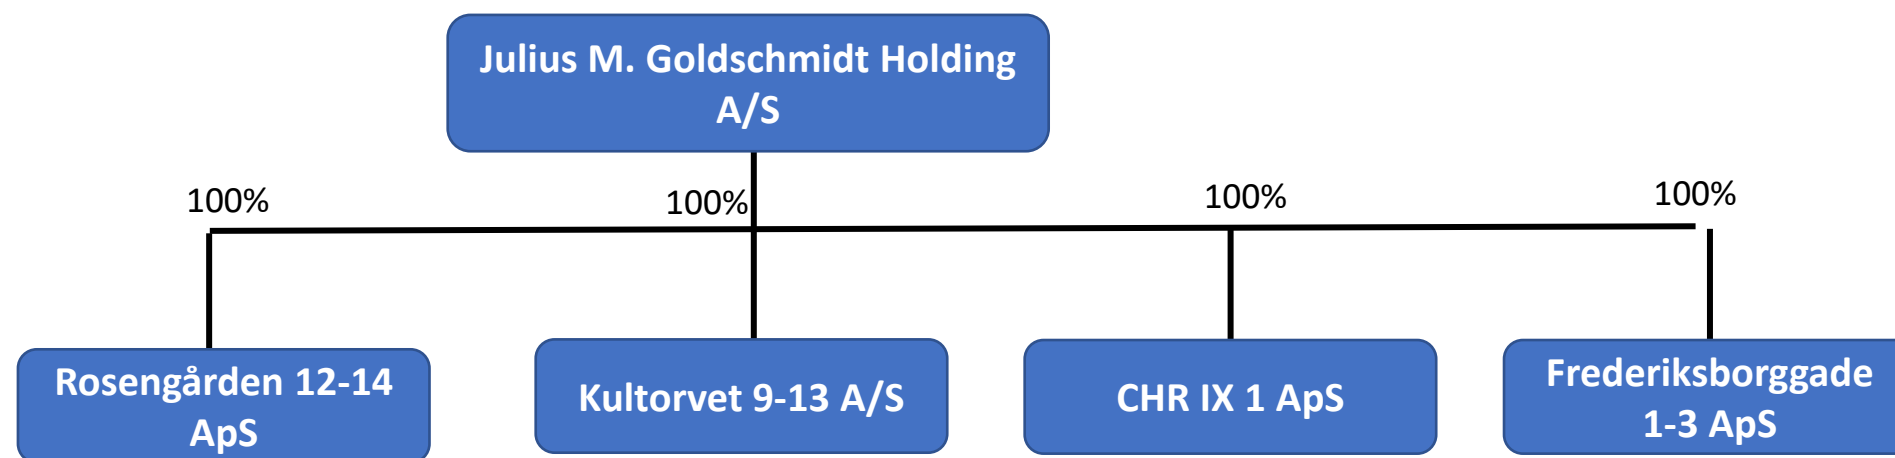 Julius M. Goldschmidt Holding
A/S
100%
100%
100%
100%
Rosengården 12-14
ApS
Kultorvet 9-13 A/S
CHR IX 1 ApS
Frederiksborggade
1-3 ApS